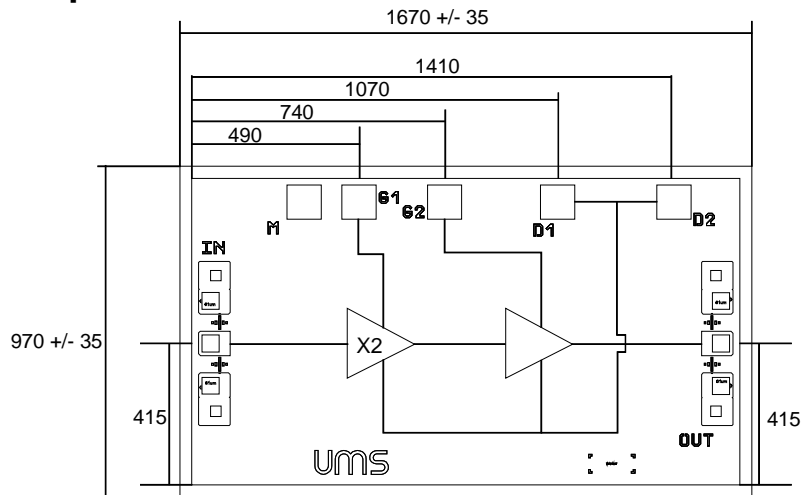 1670 +/- 35
1410
1070
740
490
G1
G2
M
D1
D2
IN
X2
970 +/- 35
415
415
OUT
UMS